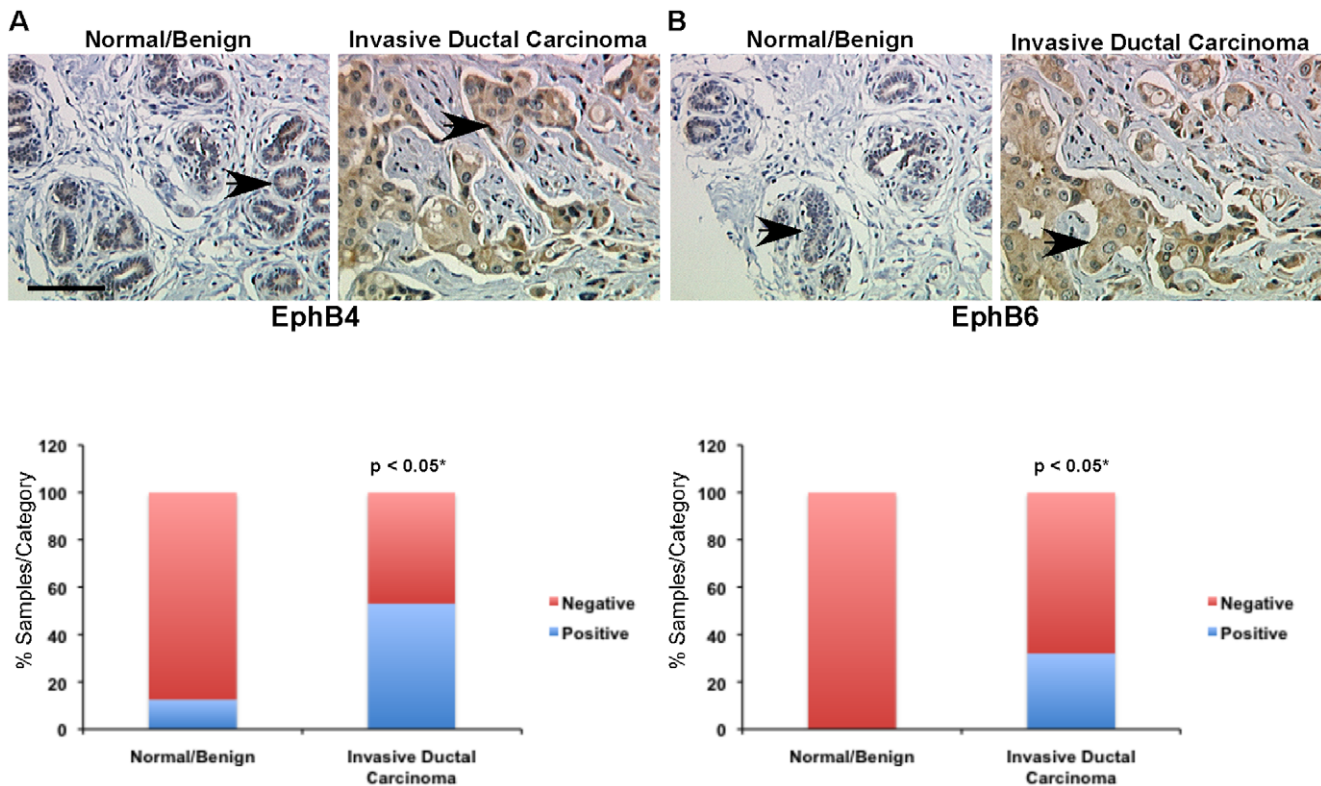 A
B
Normal/Benign
Invasive Ductal Carcinoma
Normal/Benign
Invasive Ductal Carcinoma
EphB4
EphB6
% Samples/Category
120
100
80
60
40
20
0
p < 0.05*
Negative
Positive
Normal/Benign
Invasive Ductal
Carcinoma
% Samples/Category
120
100
80
60
40
20
0
p < 0.05*
Negative
Positive
Normal/Benign
Invasive Ductal
Carcinoma